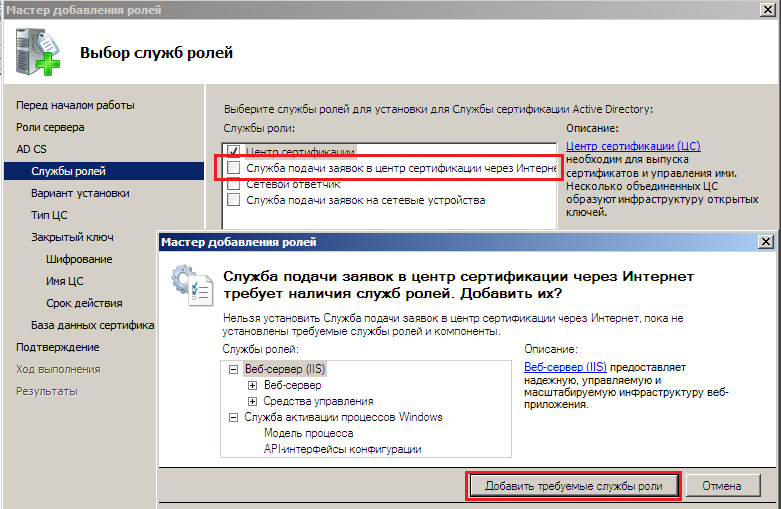 Мастер добавления ролей
Выбор служб ролей
Перед началом работы
Роли сервера
AD CS
Службы ролей
Вариант установки
Тип ЦС
Закрытый ключ
Шифрование
Имя ЦС
Срок действия
База данных сертифика
Подтверждение
Ход выполнения
Результаты
Выберите службы ролей для установки для Службы сертификации Active Directory:
Службы роли:
Центр сертификации
Служба подачи заявок в центр сертификации через Интерне
Сетевой ответчик
Служба подачи заявок на сетевые устройства
Описание:
Центр сертификации (ЦС)
необходим для выпуска
сертификатов и управления ими.
Несколько объединенных ЦС
образуют инфраструктуру открытых
ключей.
Мастер добавления ролей
Служба подачи заявок в центр сертификации через Интернет
требует наличия служб ролей. Добавить их?
Нельзя установить Служба подачи заявок в центр сертификации через Интернет, пока не
установлены требуемые службы ролей и компоненты.
Службы ролей:
Веб-сервер (IIS)
Веб-сервер
Средства управления
Служба активации процессов Windows
Модель процесса
API-интерфейсы конфигурации
Описание:
Веб-сервер (IIS) предоставляет
надежную, управляемую и
масштабируемую инфраструктуру веб-
приложения.
Добавить требуемые службы роли
Отмена